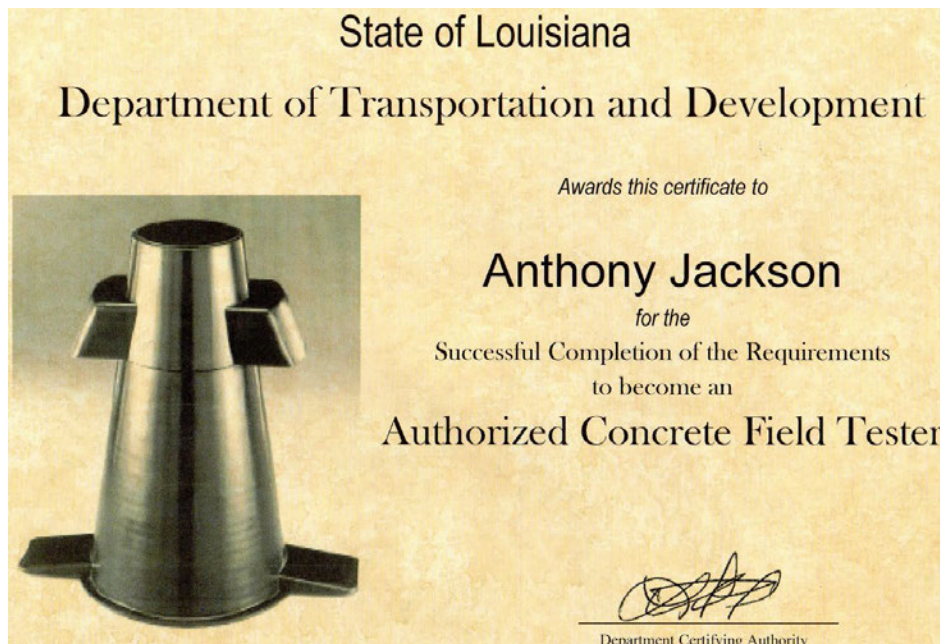 State of Louisiana
Department of Transportation and Development
Awards this certificate to
Anthony Jackson
for the
Successful Completion of the Requirements
to become an
Authorized Concrete Field Tester
Department Certifying Authority